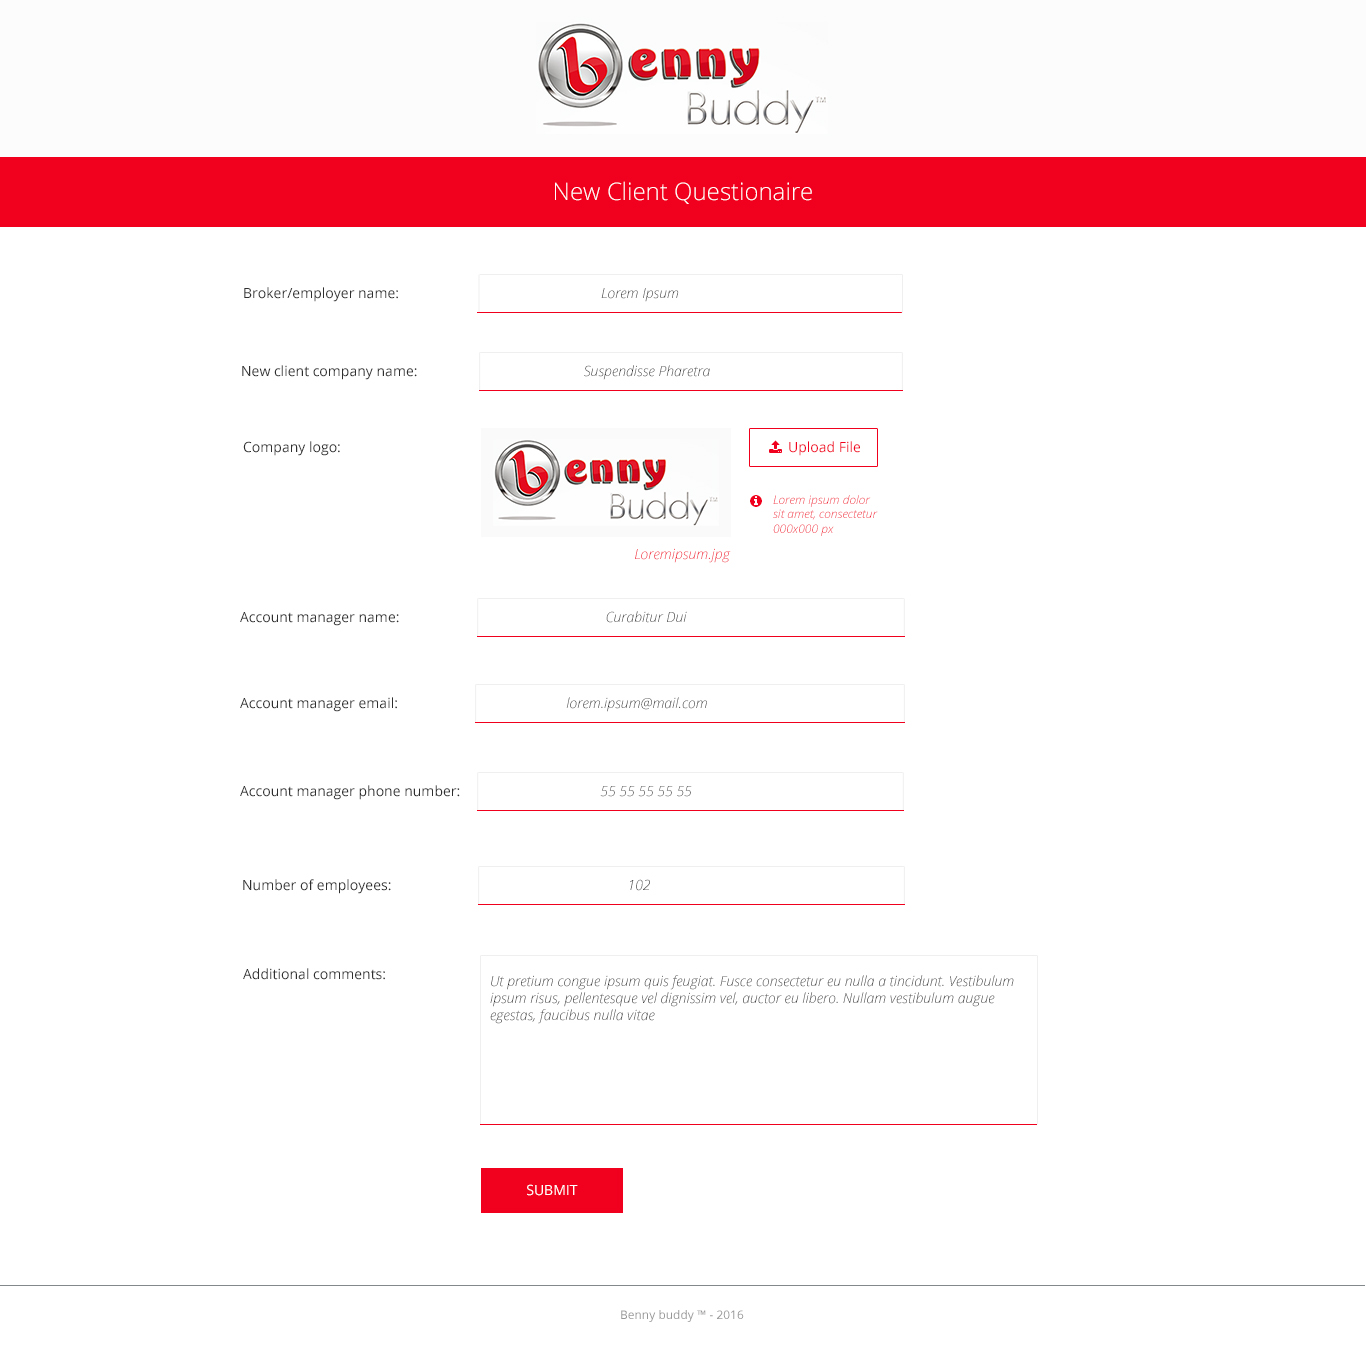 benny
Buddy™
New Client Questionaire
Broker/employer name:
Lorem Ipsum
New client company name:
Suspendisse Pharetra
Company logo:
benny
Buddy™
Upload File
Lorem ipsum dolor
sit amet, consectetur
000x000 px
Loremipsum.jpg
Account manager name:
Curabitur Dui
Account manager email:
lorem.ipsum@mail.com
Account manager phone number:
55 55 55 55 55
Number of employees:
102
Additional comments:
Ut pretium congue ipsum quis feugiat. Fusce consectetur eu nulla a tincidunt. Vestibulum
ipsum risus, pellentesque vel dignissim vel, auctor eu libero. Nullam vestibulum augue
egestas, faucibus nulla vitae
SUBMIT
Benny buddy ™ - 2016